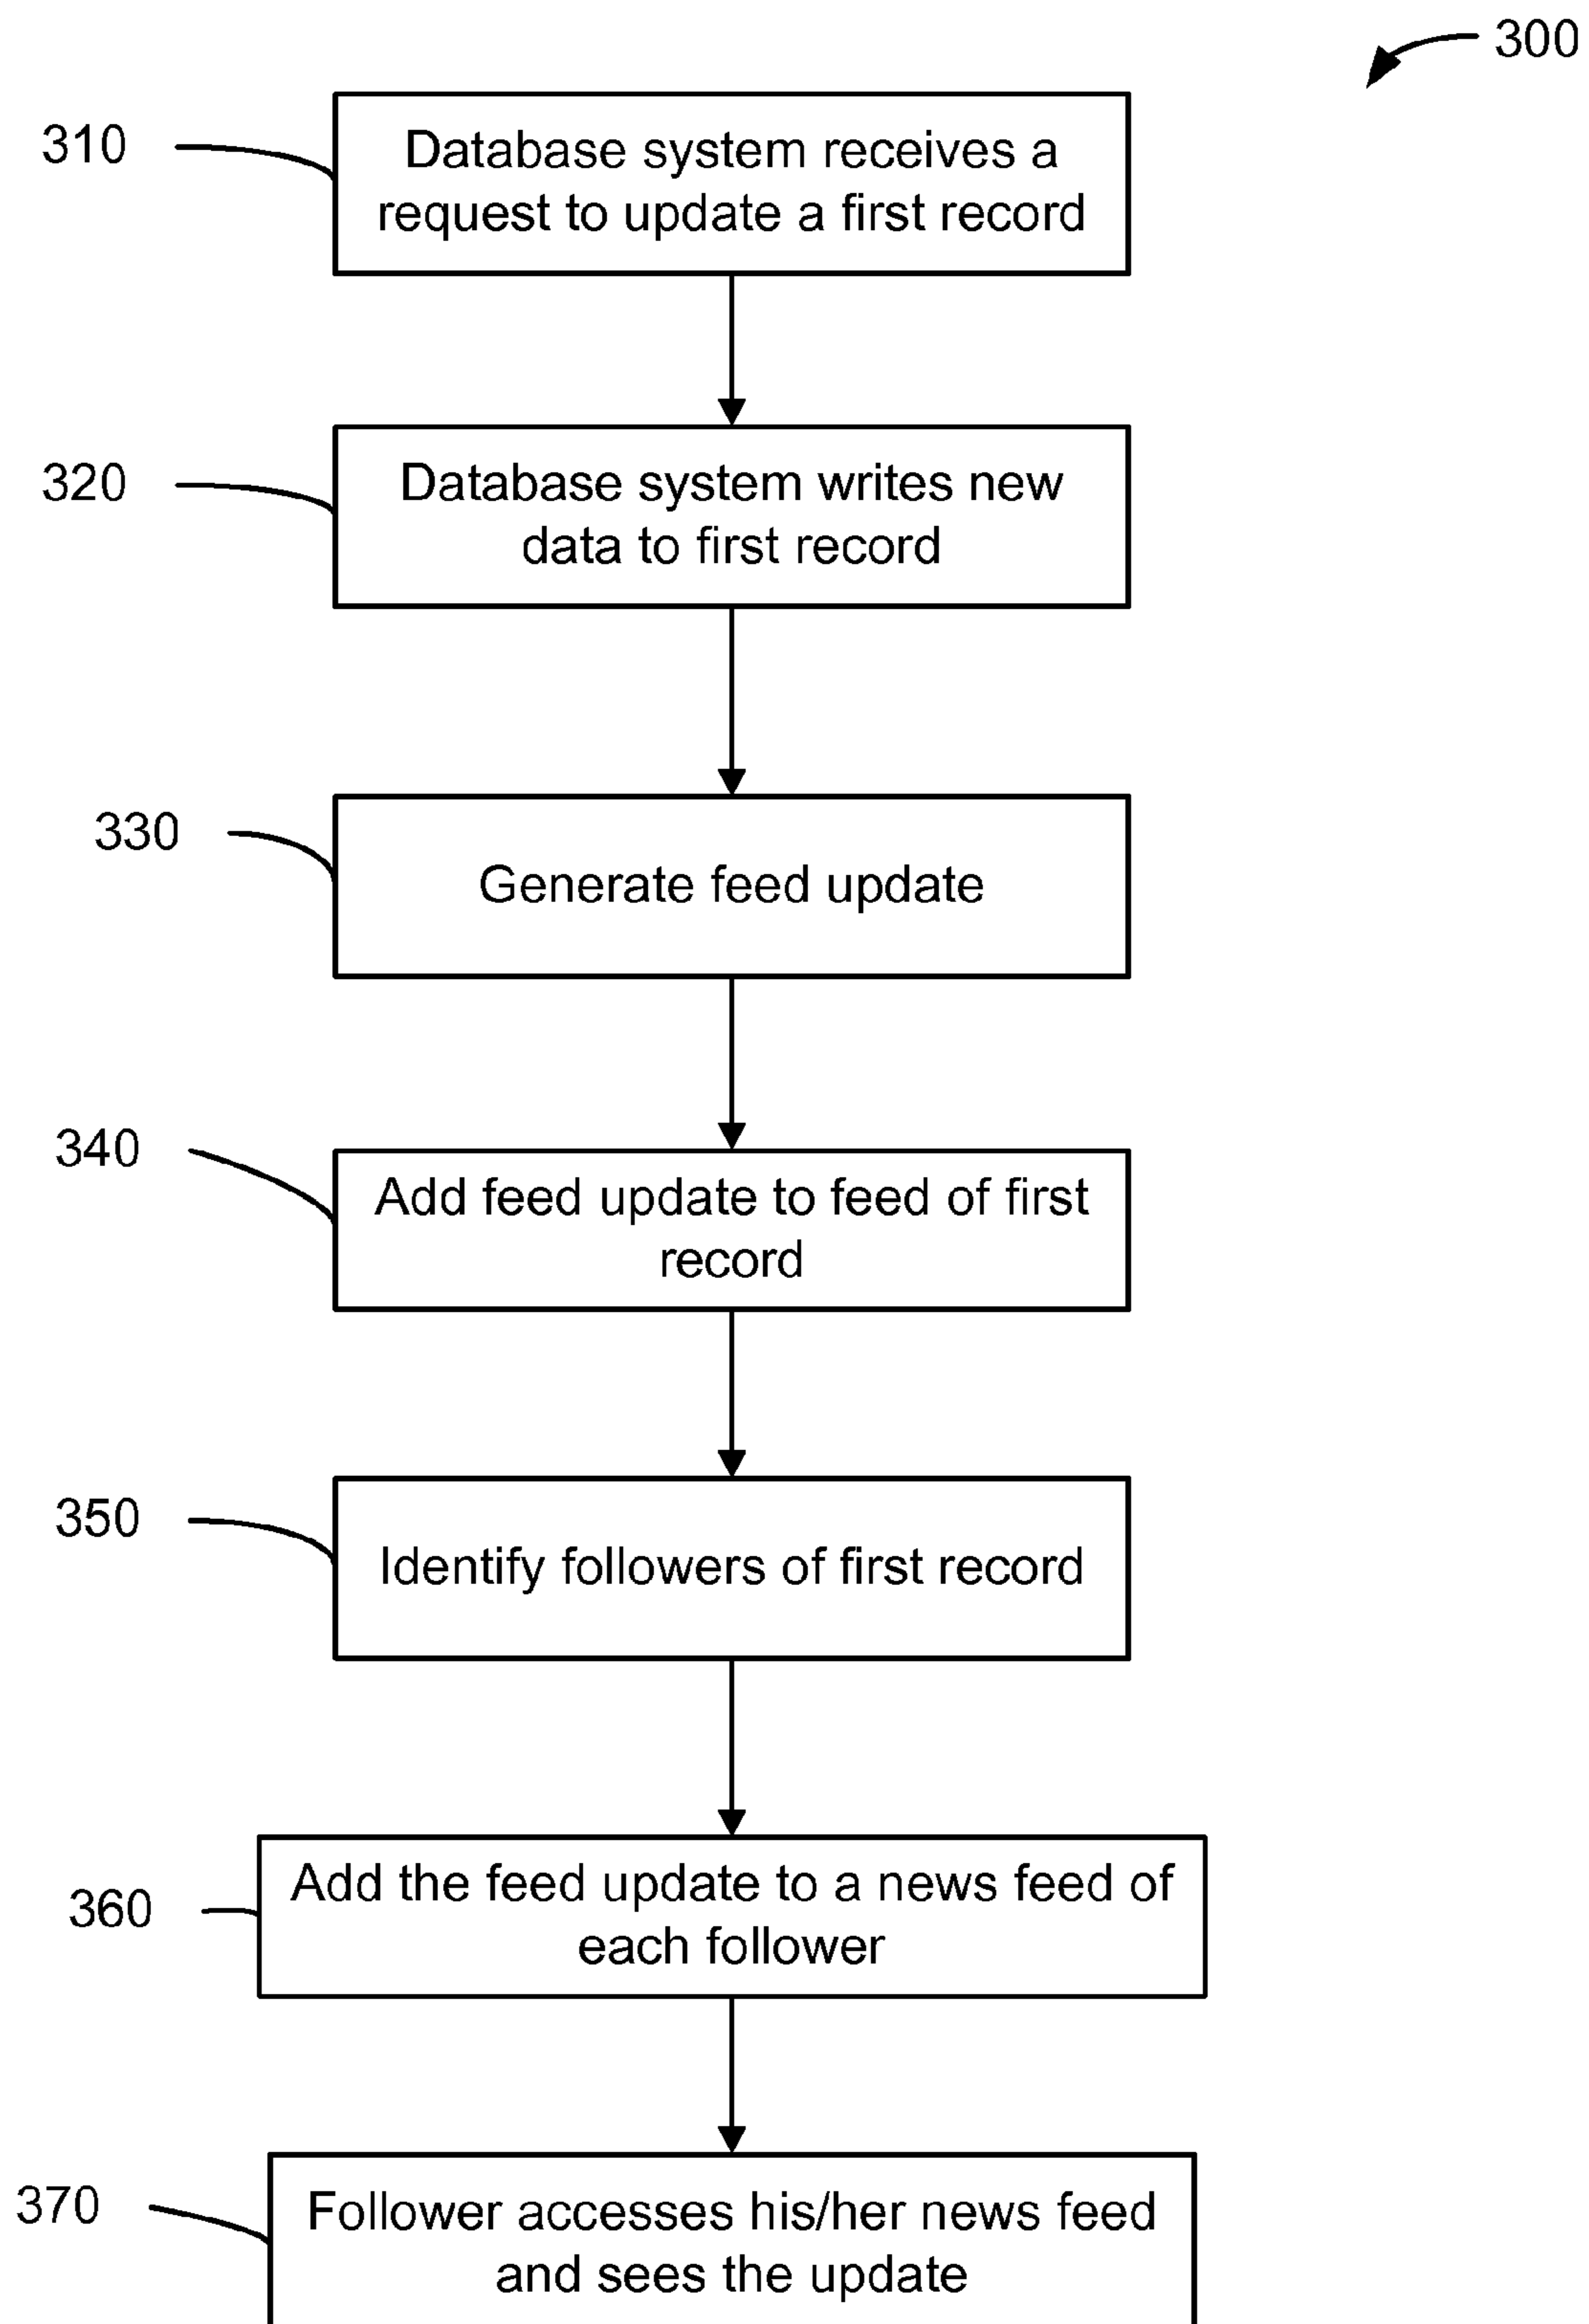 300
310
Database system receives a
request to update a first record
320
Database system writes new
data to first record
330
Generate feed update
340
Add feed update to feed of first
record
350
Identify followers of first record
360
Add the feed update to a news feed of
each follower
370
Follower accesses his/her news feed
and sees the update